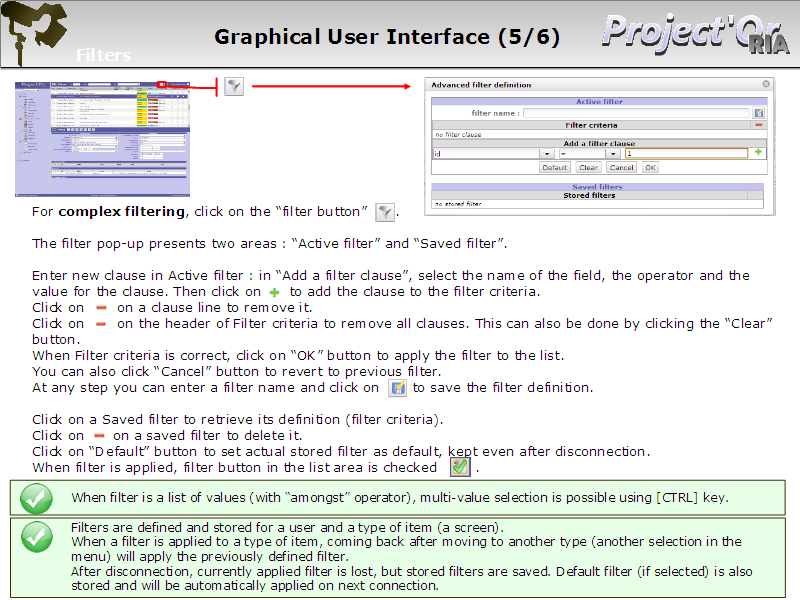 Graphical User Interface (5/6)
Project'Or
RIA
Filters
Advanced filter definition
Active filter
filter name :
Filter criteria
no filter clause
Add a filter clause
id = 1
Default Clear Cancel OK
Saved filters
Stored filters
no stored filter
For complex filtering, click on the “filter button” .
The filter pop-up presents two areas : “Active filter” and “Saved filter”.
Enter new clause in Active filter : in “Add a filter clause”, select the name of the field, the operator and the
value for the clause. Then click on + to add the clause to the filter criteria.
Click on − on a clause line to remove it.
Click on − on the header of Filter criteria to remove all clauses. This can also be done by clicking the “Clear”
button.
When Filter criteria is correct, click on “OK” button to apply the filter to the list.
You can also click “Cancel” button to revert to previous filter.
At any step you can enter a filter name and click on to save the filter definition.
Click on a Saved filter to retrieve its definition (filter criteria).
Click on − on a saved filter to delete it.
Click on “Default” button to set actual stored filter as default, kept even after disconnection.
When filter is applied, filter button in the list area is checked .
When filter is a list of values (with “amongst” operator), multi-value selection is possible using [CTRL] key.
Filters are defined and stored for a user and a type of item (a screen).
When a filter is applied to a type of item, coming back after moving to another type (another selection in the
menu) will apply the previously defined filter.
After disconnection, currently applied filter is lost, but stored filters are saved. Default filter (if selected) is also
stored and will be automatically applied on next connection.